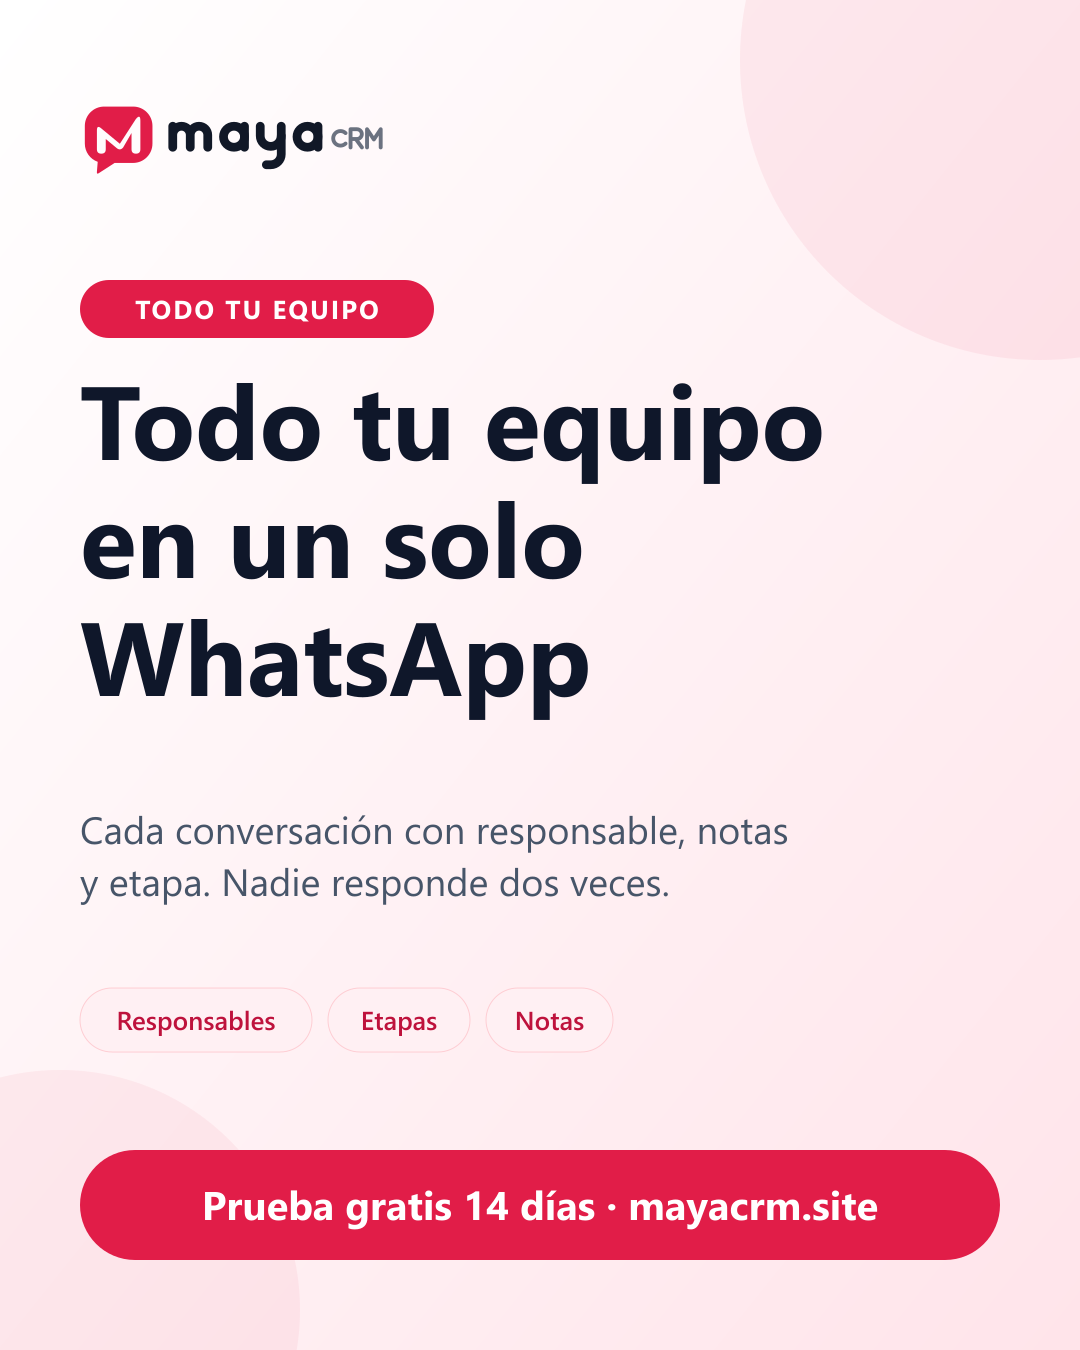 maya CRM
TODO TU EQUIPO
Todo tu equipo
en un solo
WhatsApp
Cada conversación con responsable, notas
y etapa. Nadie responde dos veces.
Responsables Etapas Notas
Prueba gratis 14 días · mayacrm.site